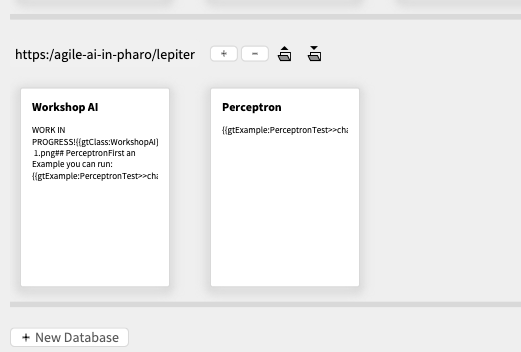 https:/agile-ai-in-pharo/lepiter
Workshop AI
WORK IN
PROGRESS!{{gtClass:WorkshopAI}
1.png## PerceptronFirst an
Example you can run:
{{gtExample:PerceptronTest>>cha
Perceptron
{{gtExample:PerceptronTest>>cha
+ New Database